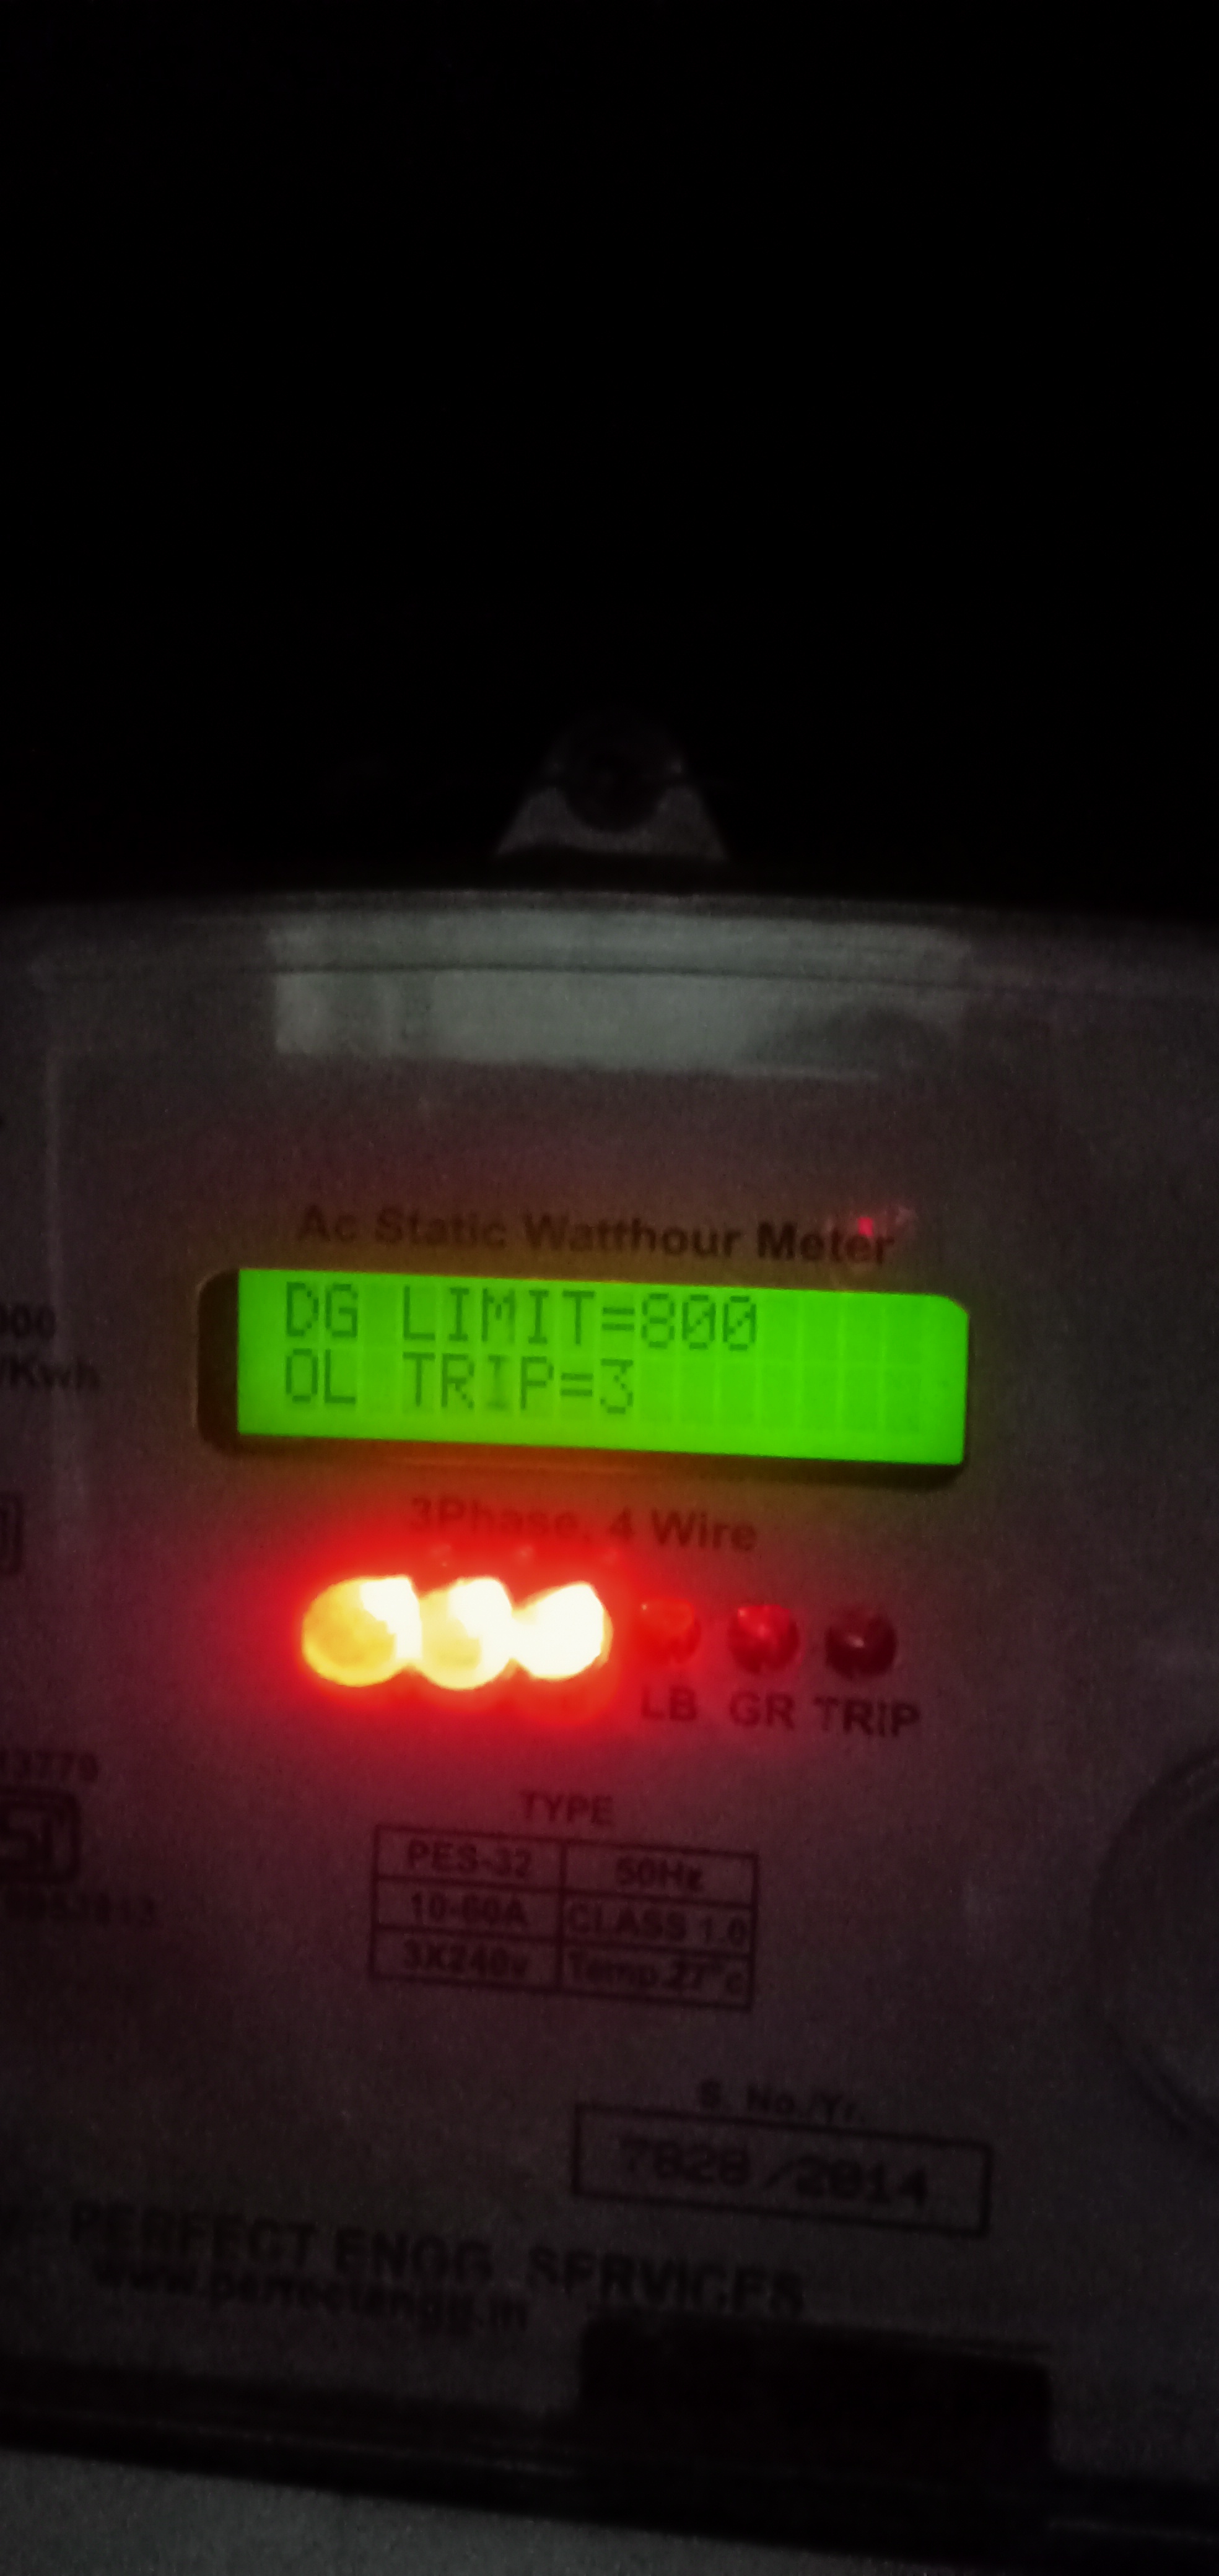 Ac Static Watthour Meter
DG LIMIT=800
OL TRIP=3
/Kwh
3Phase, 4 Wire
LB GR TRIP
TYPE
PES-32 50Hz
10-60A CLASS 1.0
3X240v Temp.27°c
S. No./Yr.
7828/2014
PERFECT ENGG SERVICES